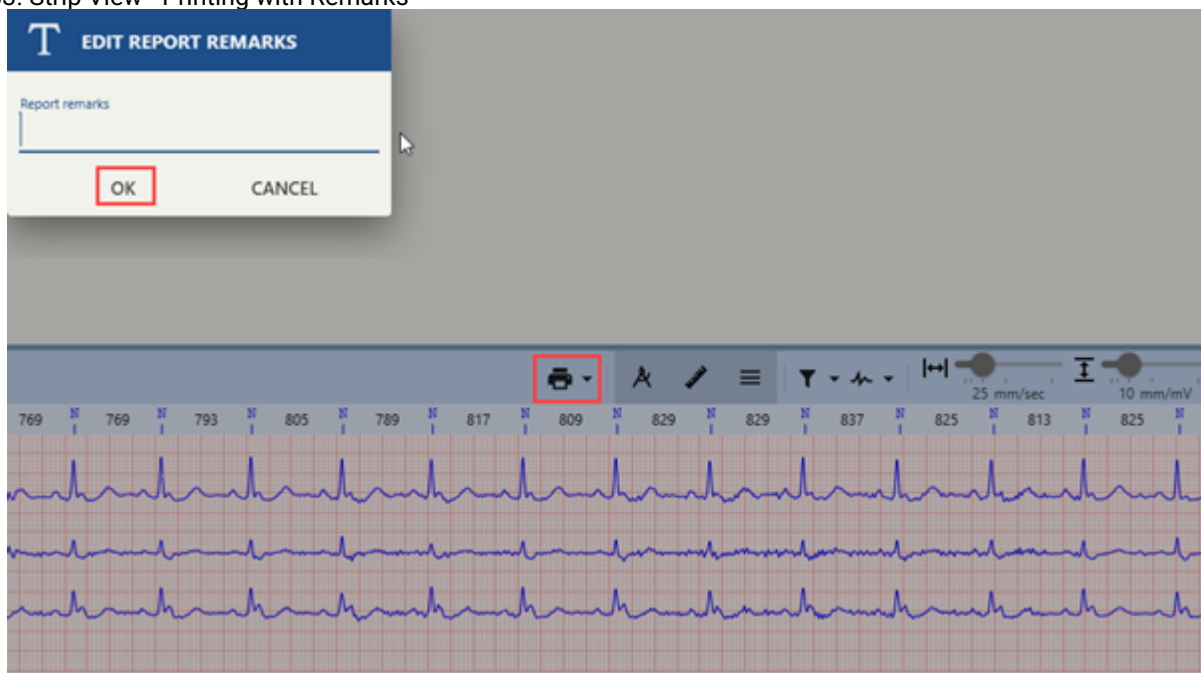 Strip View - Printing with Remarks
T EDIT REPORT REMARKS
Report remarks
OK CANCEL
25 mm/sec 10 mm/mV
769 N 769 N 793 N 805 N 789 N 817 N 809 N 829 N 829 N 837 N 825 N 813 N 825 N